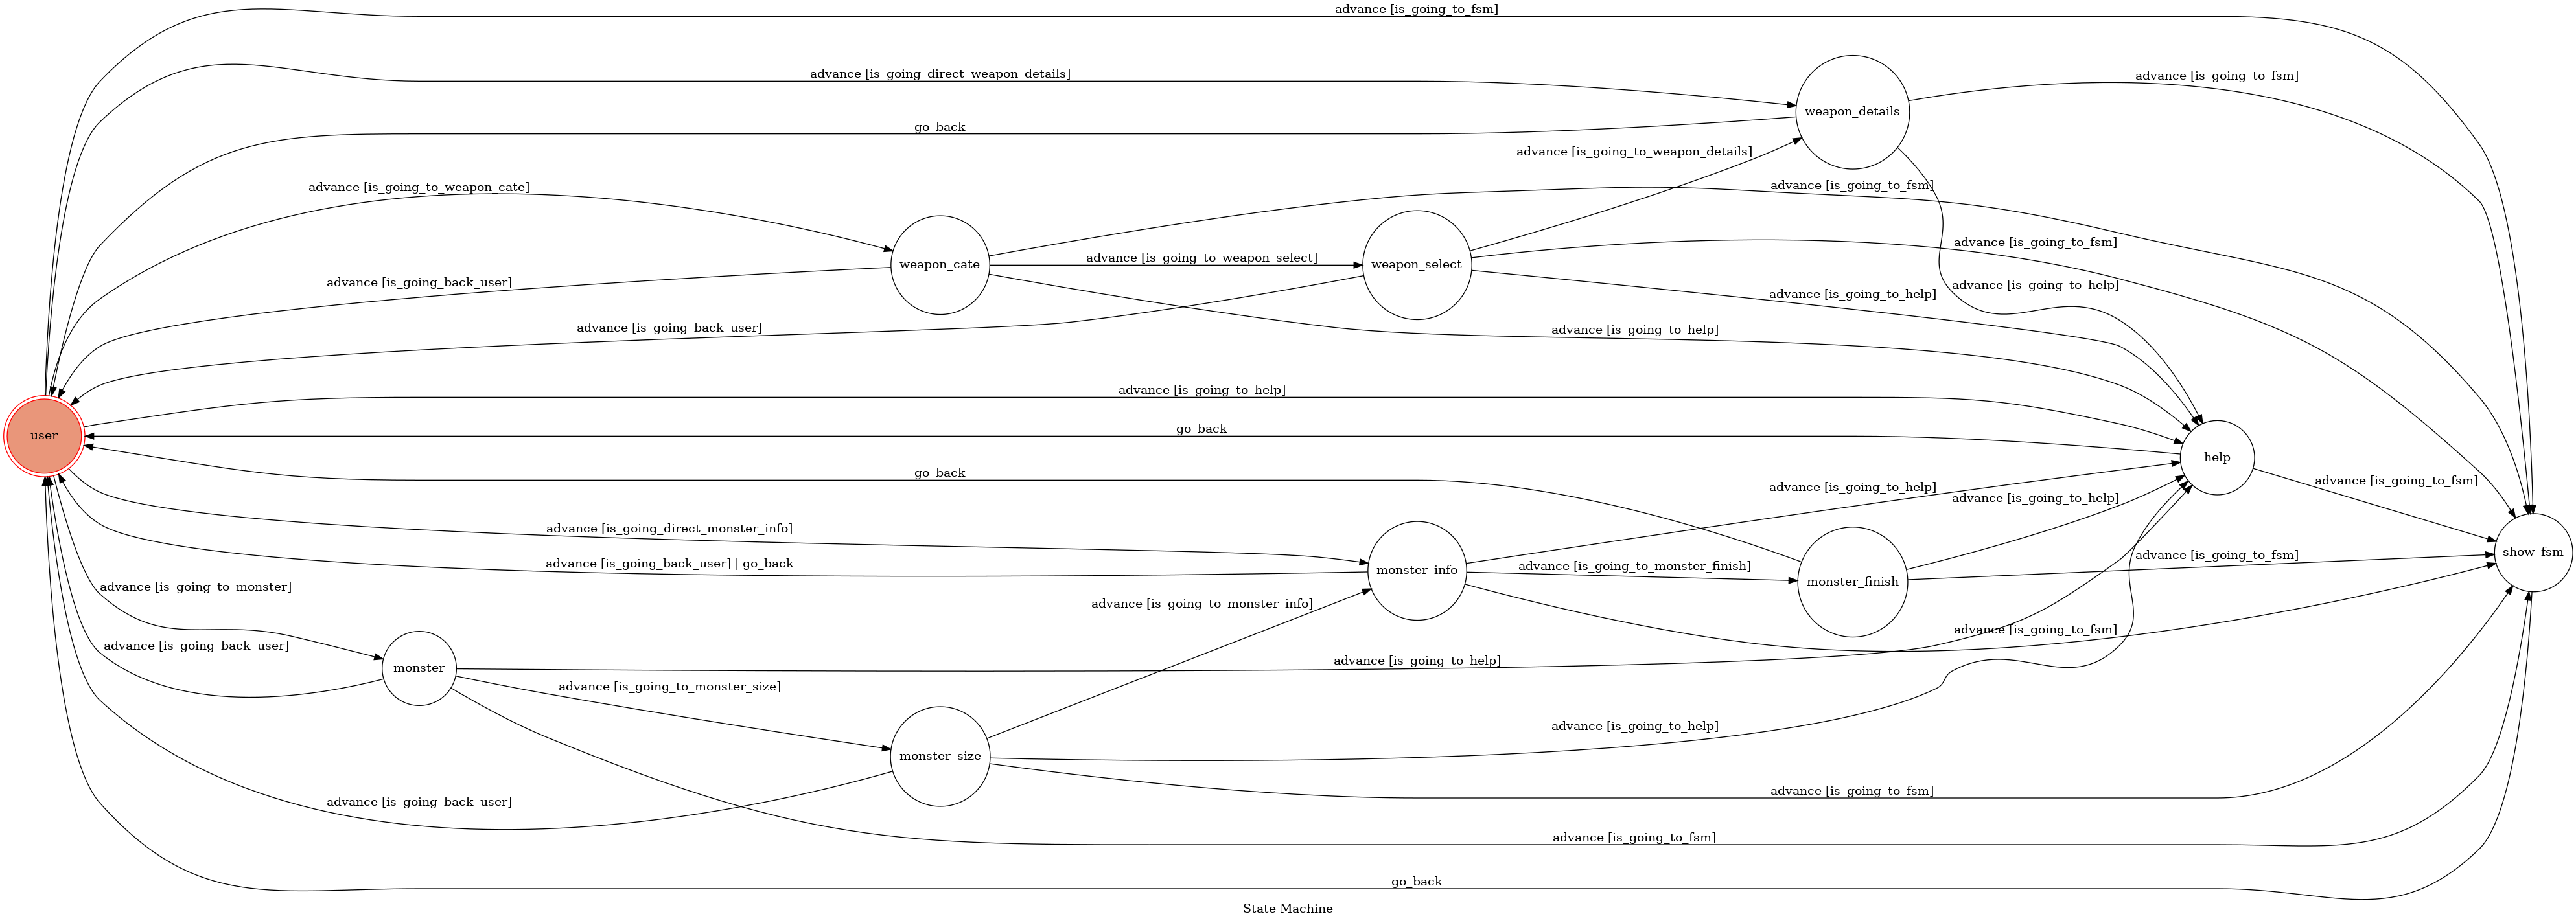 advance [is_going_to_fsm]
advance [is_going_direct_weapon_details]
advance [is_going_to_fsm]
weapon_details
go_back
advance [is_going_to_weapon_details]
advance [is_going_to_weapon_cate]
advance [is_going_to_fsm]
advance [is_going_to_fsm]
weapon_cate
advance [is_going_to_weapon_select]
weapon_select
advance [is_going_back_user]
advance [is_going_to_help]
advance [is_going_to_help]
advance [is_going_back_user]
advance [is_going_to_help]
advance [is_going_to_help]
user
go_back
help
go_back
advance [is_going_to_fsm]
advance [is_going_to_help]
advance [is_going_to_help]
advance [is_going_direct_monster_info]
show_fsm
advance [is_going_to_fsm]
advance [is_going_back_user] | go_back
monster_info
advance [is_going_to_monster_finish]
monster_finish
advance [is_going_to_monster]
advance [is_going_to_monster_info]
advance [is_going_to_fsm]
advance [is_going_back_user]
monster
advance [is_going_to_help]
advance [is_going_to_monster_size]
advance [is_going_to_help]
monster_size
advance [is_going_to_fsm]
advance [is_going_back_user]
advance [is_going_to_fsm]
go_back
State Machine